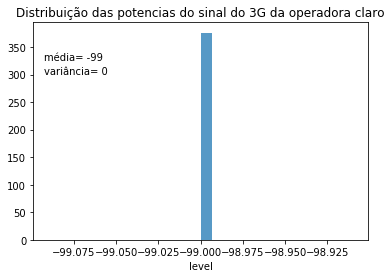 Distribuição das potencias do sinal do 3G da operadora claro
350
300
250
200
150
100
50
0
média= -99
variância= 0
−99.075 −99.050 −99.025 −99.000 −98.975 −98.950 −98.925
level